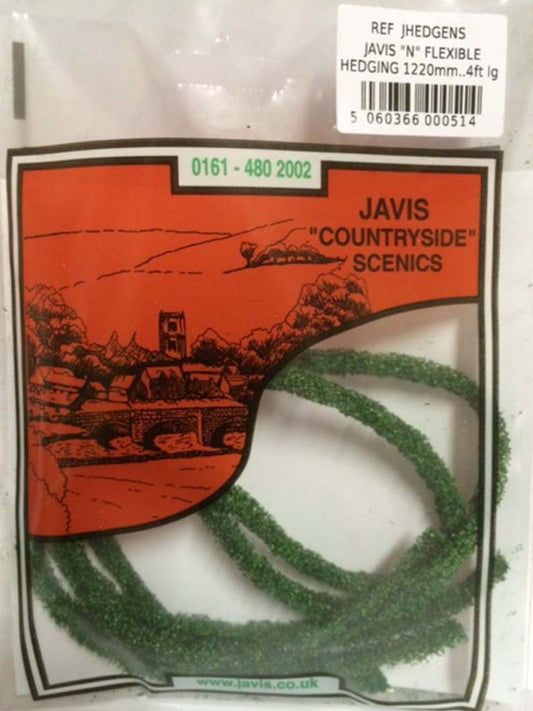 REF JHEDGENS
JAVIS "N" FLEXIBLE
HEDGING 1220mm..4ft lg
5 060366 000514
0161 - 480 2002
JAVIS
"COUNTRYSIDE"
SCENICS
www.javis.co.uk